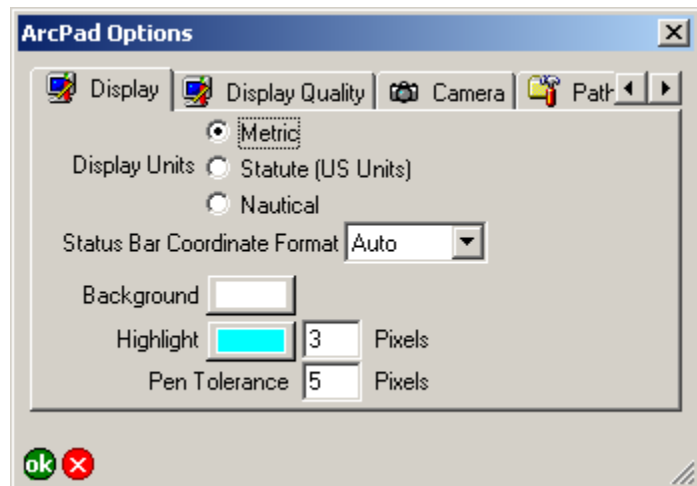 ArcPad Options
Display Display Quality Camera Path
Metric
Display Units Statute (US Units)
Nautical
Status Bar Coordinate Format Auto
Background
Highlight 3 Pixels
Pen Tolerance 5 Pixels
ok